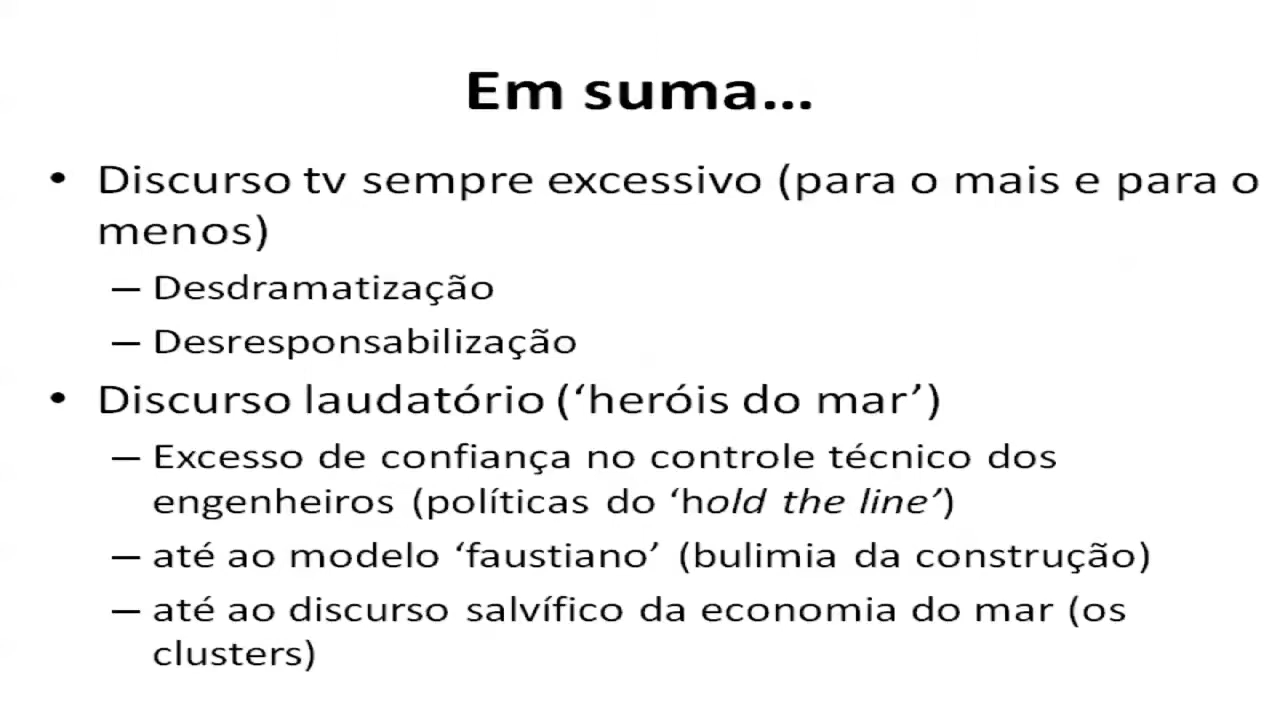 Em suma...
• Discurso tv sempre excessivo (para o mais e para o
menos)
– Desdramatização
– Desresponsabilização
• Discurso laudatório (‘heróis do mar’)
– Excesso de confiança no controle técnico dos
engenheiros (políticas do ‘hold the line’)
– até ao modelo ‘faustiano’ (bulimia da construção)
– até ao discurso salvífico da economia do mar (os
clusters)